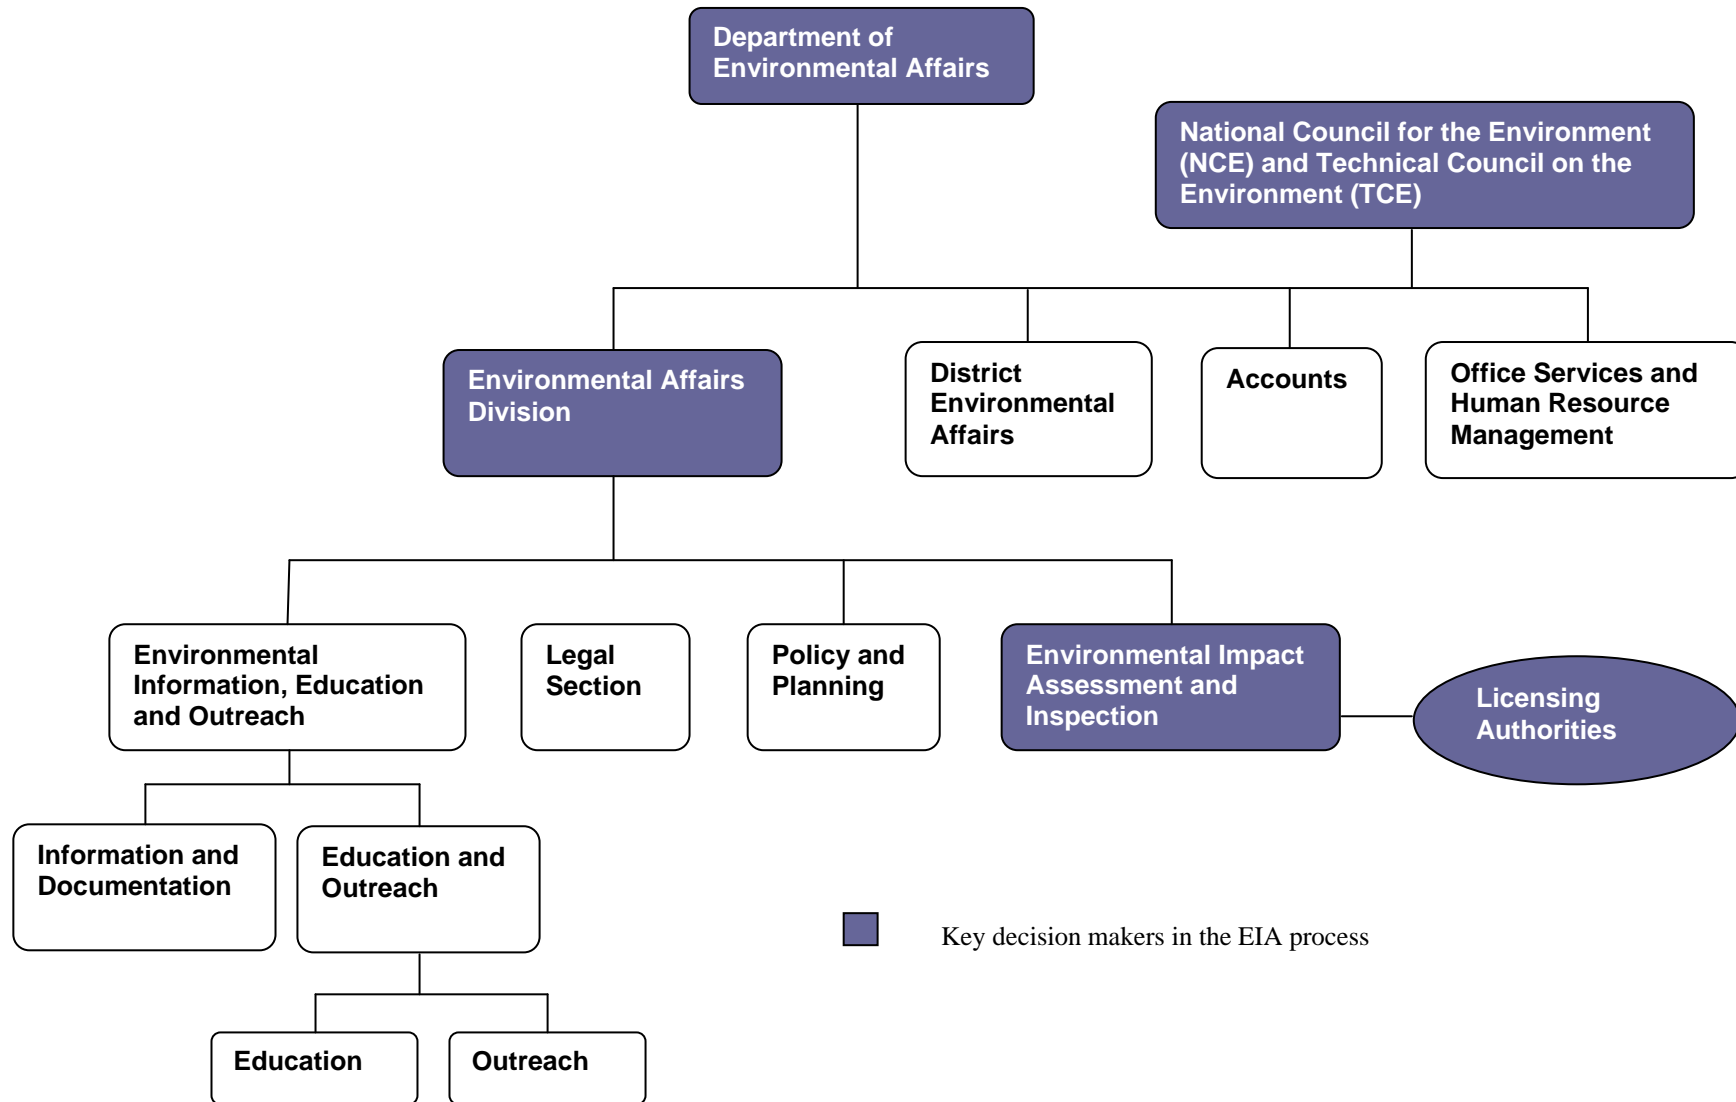 Department of
Environmental Affairs
National Council for the Environment
(NCE) and Technical Council on the
Environment (TCE)
Environmental Affairs
Division
District
Environmental
Affairs
Accounts
Office Services and
Human Resource
Management
Environmental
Information, Education
and Outreach
Legal
Section
Policy and
Planning
Environmental Impact
Assessment and
Inspection
Licensing
Authorities
Information and
Documentation
Education and
Outreach
Key decision makers in the EIA process
Education
Outreach